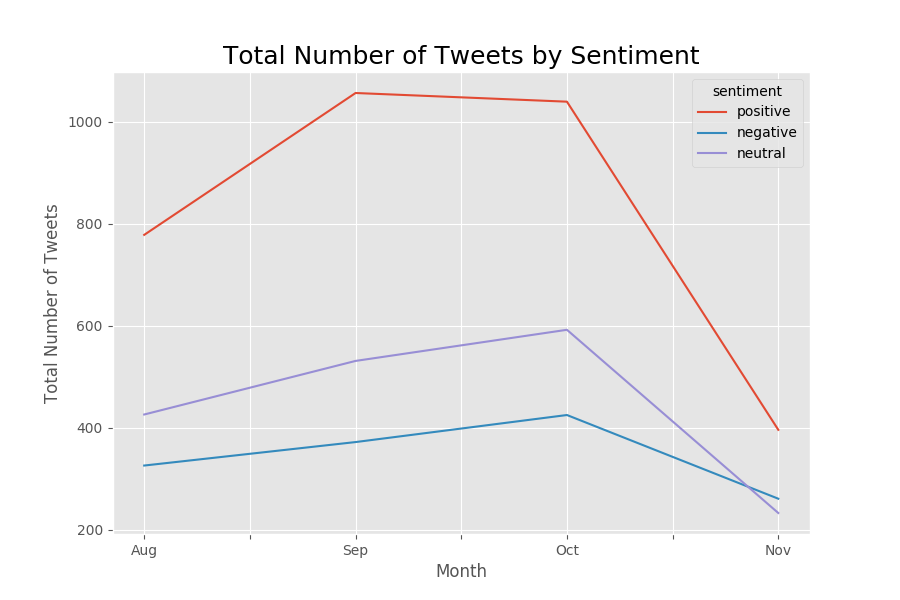 Total Number of Tweets by Sentiment
sentiment
positive
negative
neutral
1000
800
600
400
200
Total Number of Tweets
Aug Sep Oct Nov
Month